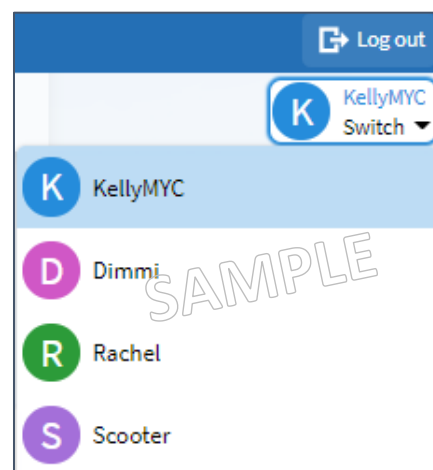 Log out
K
KellyMYC
Switch
K
KellyMYC
D
Dimmi
SAMPLE
R
Rachel
S
Scooter